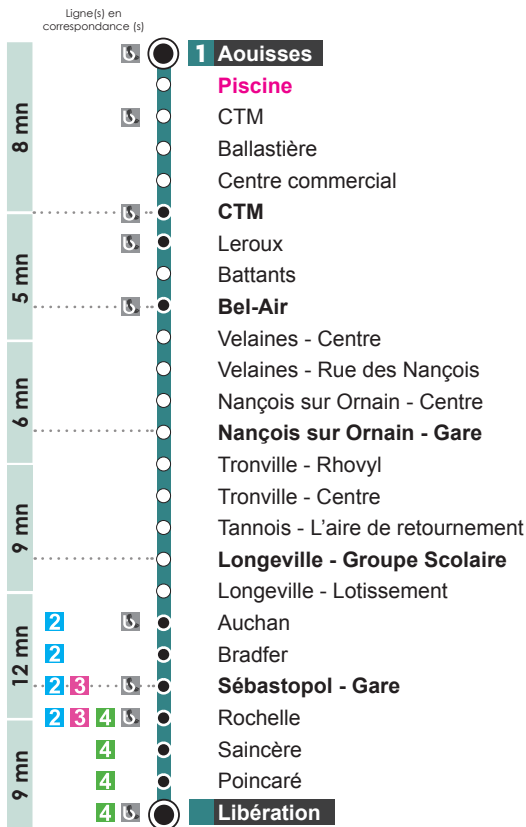 Ligne(s) en
correspondance (s)
1 Aouisses
Piscine
CTM
Ballastière
Centre commercial
8 mn
CTM
Leroux
Battants
5 mn
Bel-Air
Velaines - Centre
Velaines - Rue des Nançois
Nançois sur Ornain - Centre
6 mn
Nançois sur Ornain - Gare
Tronville - Rhovyl
Tronville - Centre
Tannois - L'aire de retournement
9 mn
Longeville - Groupe Scolaire
Longeville - Lotissement
2 Auchan
2 Bradfer
12 mn
2 3 Sébastopol - Gare
2 3 4 Rochelle
4 Saincère
4 Poincaré
9 mn
4 Libération